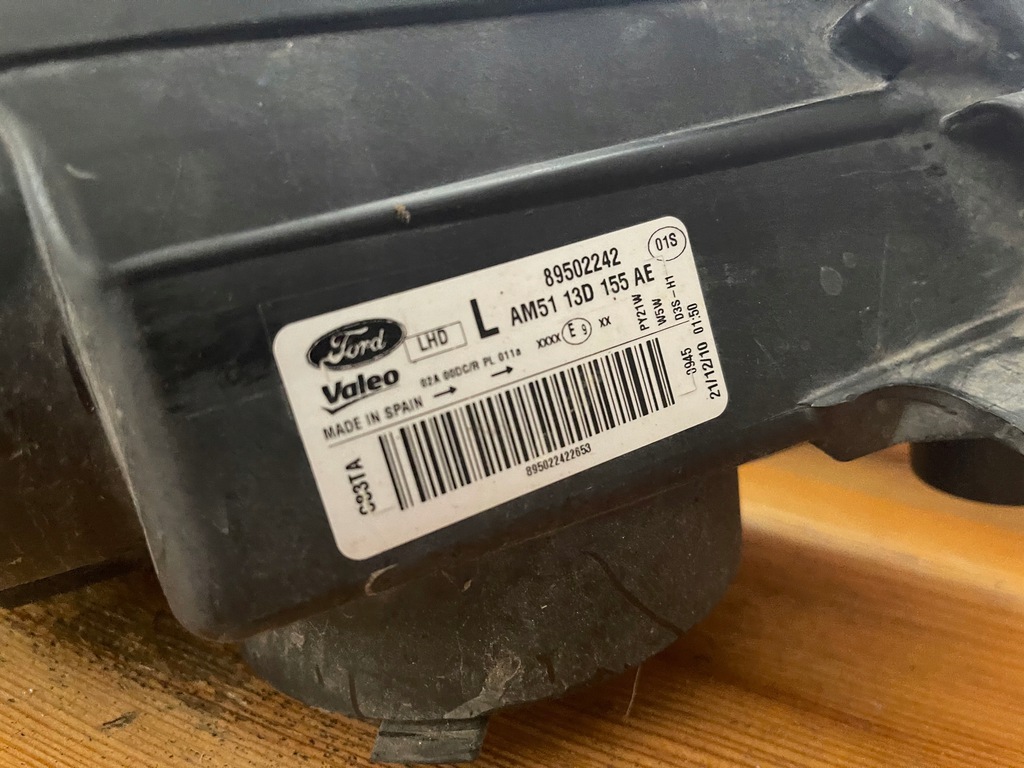 Ford
Valeo
MADE IN SPAIN
LHD
L
89502242
AM51 13D 155 AE
01S
02A 00DC/R PL 011a
XXXX E 9 XX
PY21W
W5W
D3S - H1
0945
21/12/10 01:50
C83TA
895022422653